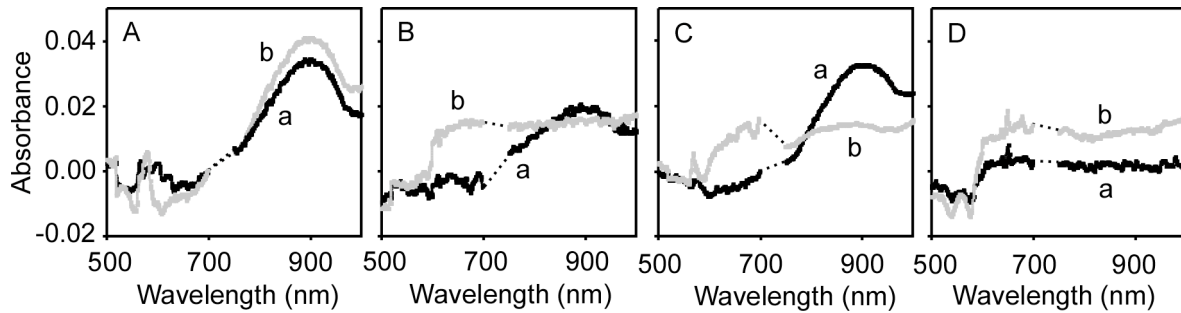 Absorbance
0.04
0.02
0.00
-0.02
A
b
a
500 700 900
Wavelength (nm)
B
b
a
500 700 900
Wavelength (nm)
C
a
b
500 700 900
Wavelength (nm)
D
b
a
500 700 900
Wavelength (nm)